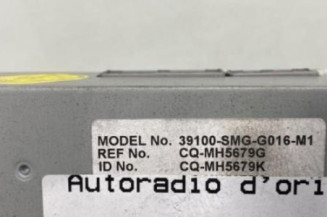 MODEL No. 39100-SMG-G016-M1
REF No. CQ-MH5679G
ID No. CQ-MH5679K
Autoradio d'ori